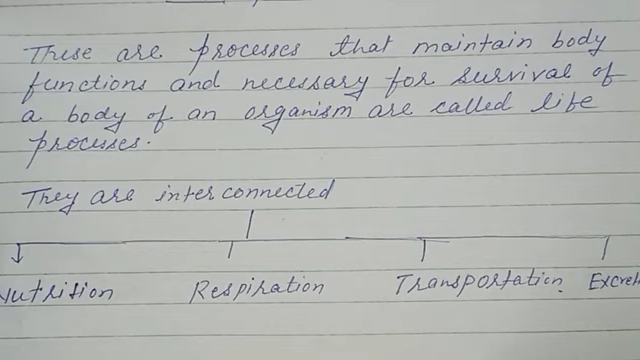 These are processes that maintain body
functions and necessary for survival of
a body of an organism are called life
processes.
They are interconnected
Nutrition Respiration Transportation Excret